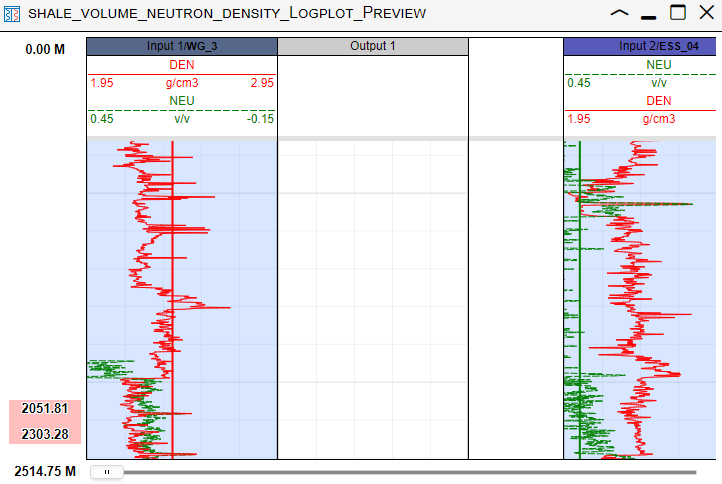 SHALE_VOLUME_NEUTRON_DENSITY_LOGPLOT_PREVIEW
0.00 M
Input 1/WG_3
Output 1
Input 2/ESS_04
DEN
1.95 g/cm3 2.95
NEU
0.45 v/v -0.15
NEU
0.45 v/v
DEN
1.95 g/cm3
2051.81
2303.28
2514.75 M